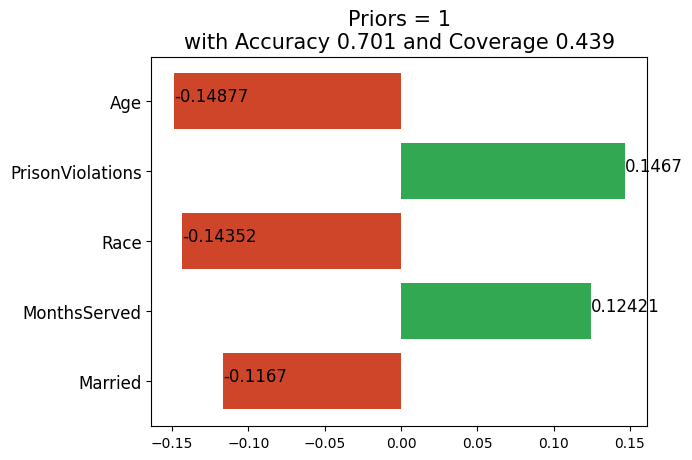 Priors = 1
with Accuracy 0.701 and Coverage 0.439
Age
-0.14877
PrisonViolations
0.1467
Race
-0.14352
MonthsServed
0.12421
Married
-0.1167
−0.15 −0.10 −0.05 0.00 0.05 0.10 0.15